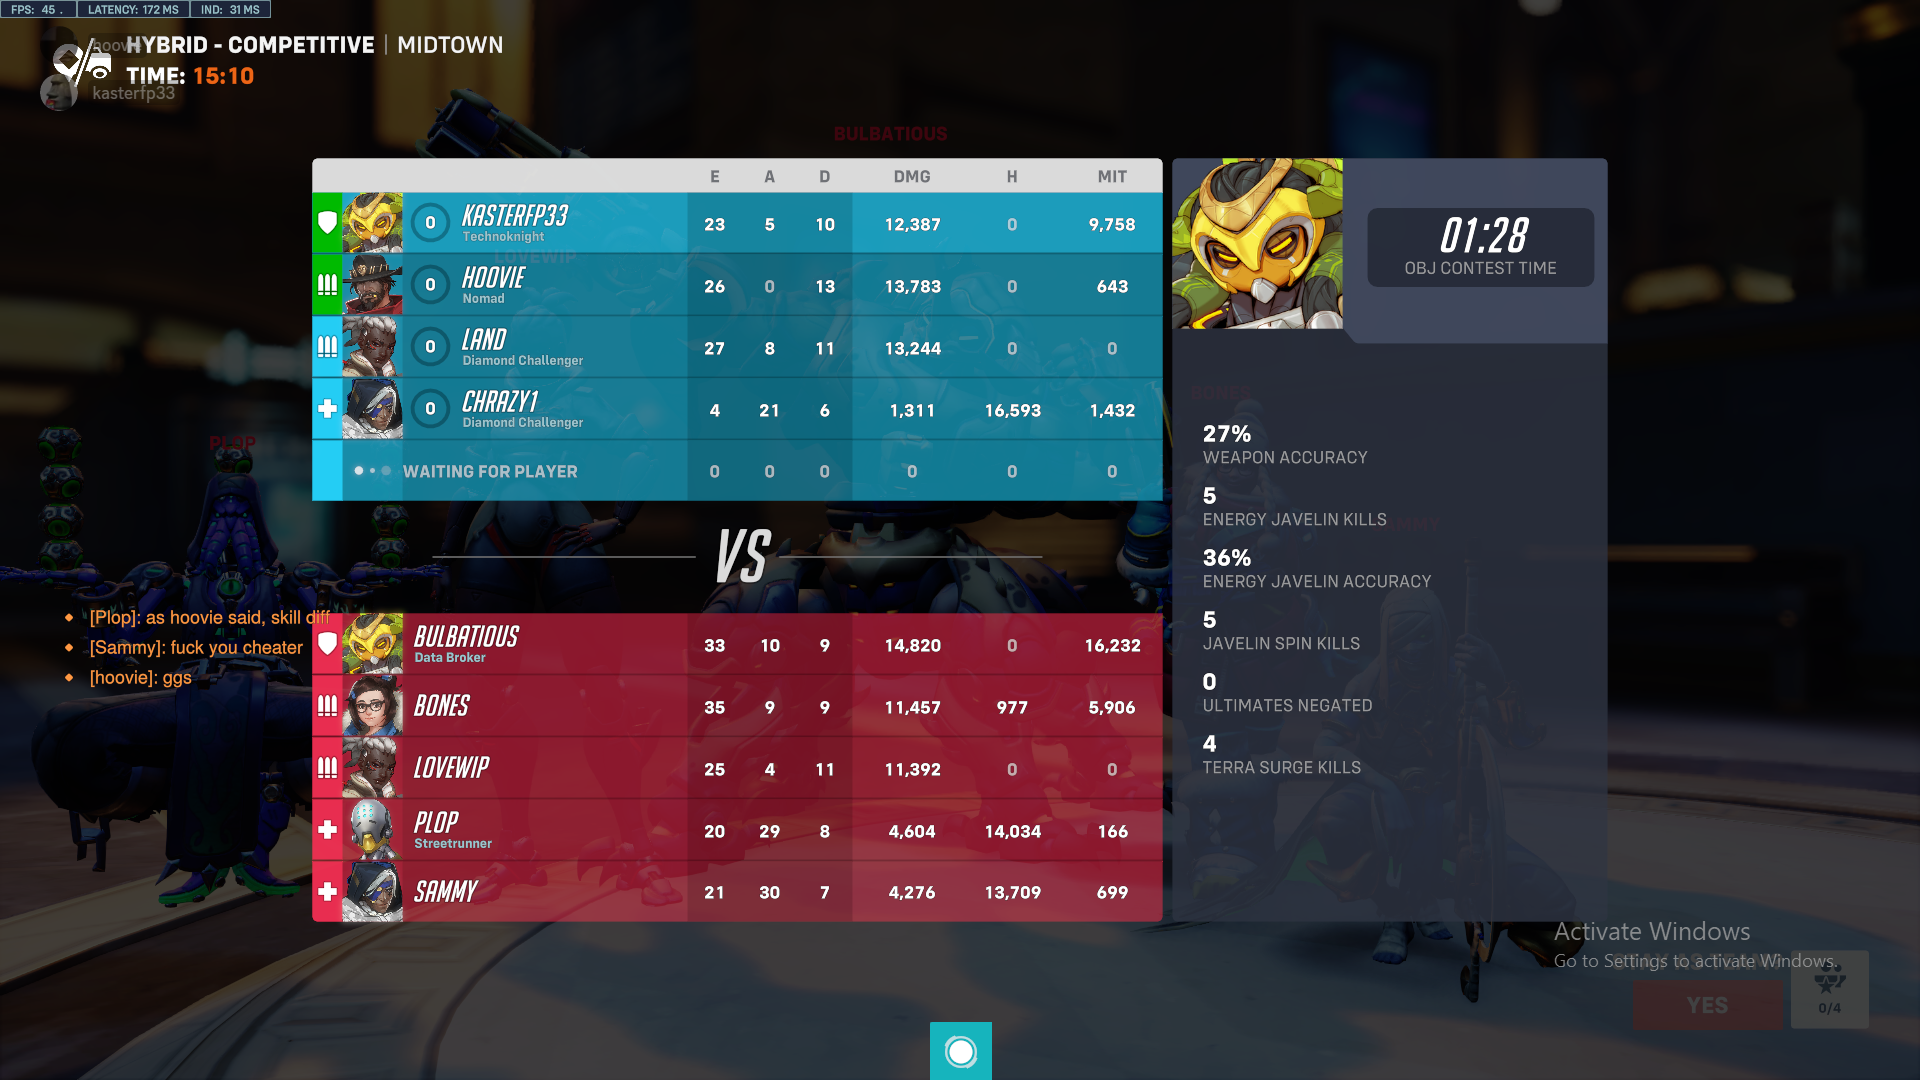 FPS: 45 . LATENCY: 172 MS IND: 31 MS
hoovie
HYBRID - COMPETITIVE | MIDTOWN
TIME: 15:10
kasterfp33
BULBATIOUS
E A D DMG H MIT
0 KASTERFP33 23 5 10 12,387 0 9,758
Technoknight
LOVEWIP
0 HOOVIE 26 0 13 13,783 0 643
Nomad
0 LAND 27 8 11 13,244 0 0
Diamond Challenger
0 CHRAZY1 4 21 6 1,311 16,593 1,432
Diamond Challenger
PLOP
WAITING FOR PLAYER 0 0 0 0 0 0
VS
[Plop]: as hoovie said, skill diff
[Sammy]: fuck you cheater
[hoovie]: ggs
BULBATIOUS 33 10 9 14,820 0 16,232
Data Broker
BONES 35 9 9 11,457 977 5,906
LOVEWIP 25 4 11 11,392 0 0
PLOP 20 29 8 4,604 14,034 166
Streetrunner
SAMMY 21 30 7 4,276 13,709 699
01:28
OBJ CONTEST TIME
BONES
27%
WEAPON ACCURACY
5
ENERGY JAVELIN KILLS
SAMMY
36%
ENERGY JAVELIN ACCURACY
5
JAVELIN SPIN KILLS
0
ULTIMATES NEGATED
4
TERRA SURGE KILLS
Activate Windows
Go to Settings to activate Windows.
STAY AS TEAM?
YES
0/4